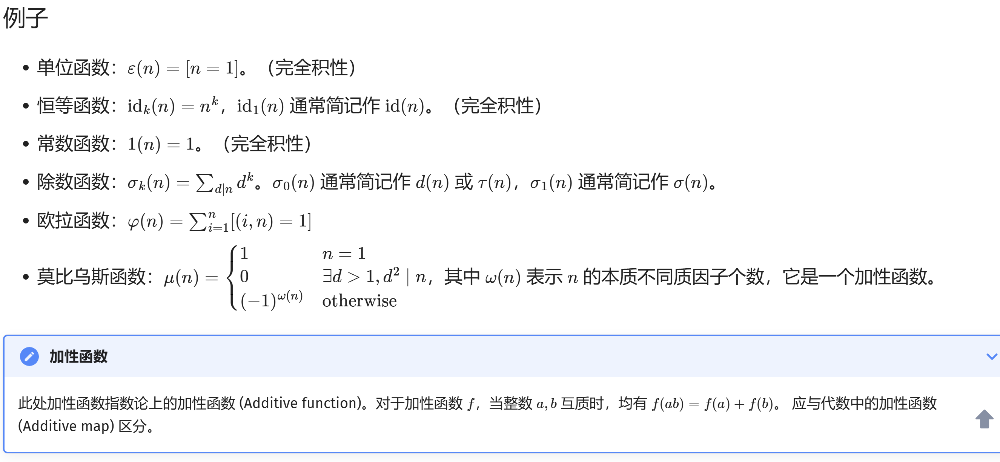 例子
• 单位函数：$\varepsilon(n) = [n = 1]$。（完全积性）
• 恒等函数：$\operatorname{id}_k(n) = n^k$，$\operatorname{id}_1(n)$ 通常简记作 $\operatorname{id}(n)$。（完全积性）
• 常数函数：$1(n) = 1$。（完全积性）
• 除数函数：$\sigma_k(n) = \sum_{d|n} d^k$。$\sigma_0(n)$ 通常简记作 $d(n)$ 或 $\tau(n)$，$\sigma_1(n)$ 通常简记作 $\sigma(n)$。
• 欧拉函数：$\varphi(n) = \sum_{i=1}^{n} [(i, n) = 1]$
• 莫比乌斯函数：$\mu(n) = \begin{cases} 1 & n = 1 \\ 0 & \exists d > 1, d^2 \mid n \\ (-1)^{\omega(n)} & \text{otherwise} \end{cases}$，其中 $\omega(n)$ 表示 $n$ 的本质不同质因子个数，它是一个加性函数。
加性函数
此处加性函数指数论上的加性函数 (Additive function)。对于加性函数 $f$，当整数 $a, b$ 互质时，均有 $f(ab) = f(a) + f(b)$。 应与代数中的加性函数
(Additive map) 区分。